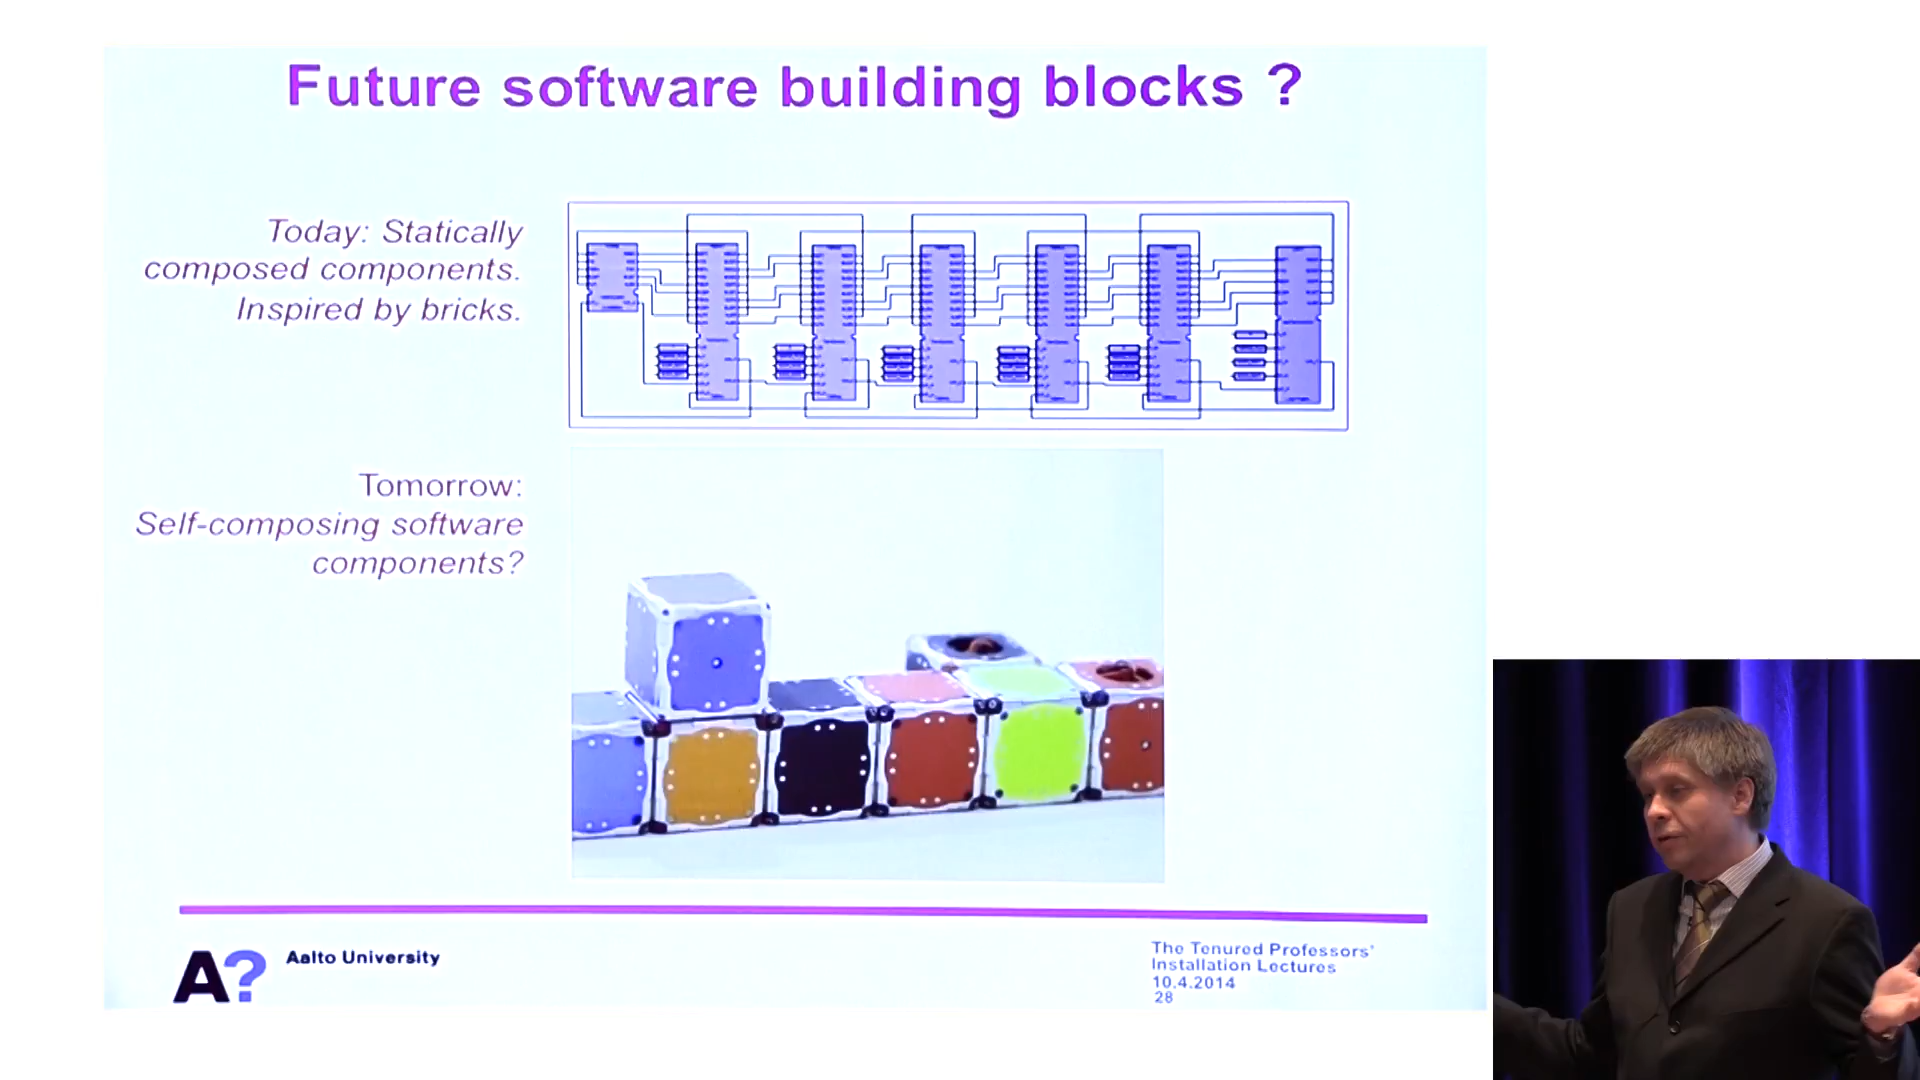 Future software building blocks ?
Today: Statically
composed components.
Inspired by bricks.
Tomorrow:
Self-composing software
components?
A?
Aalto University
The Tenured Professors'
Installation Lectures
10.4.2014
28